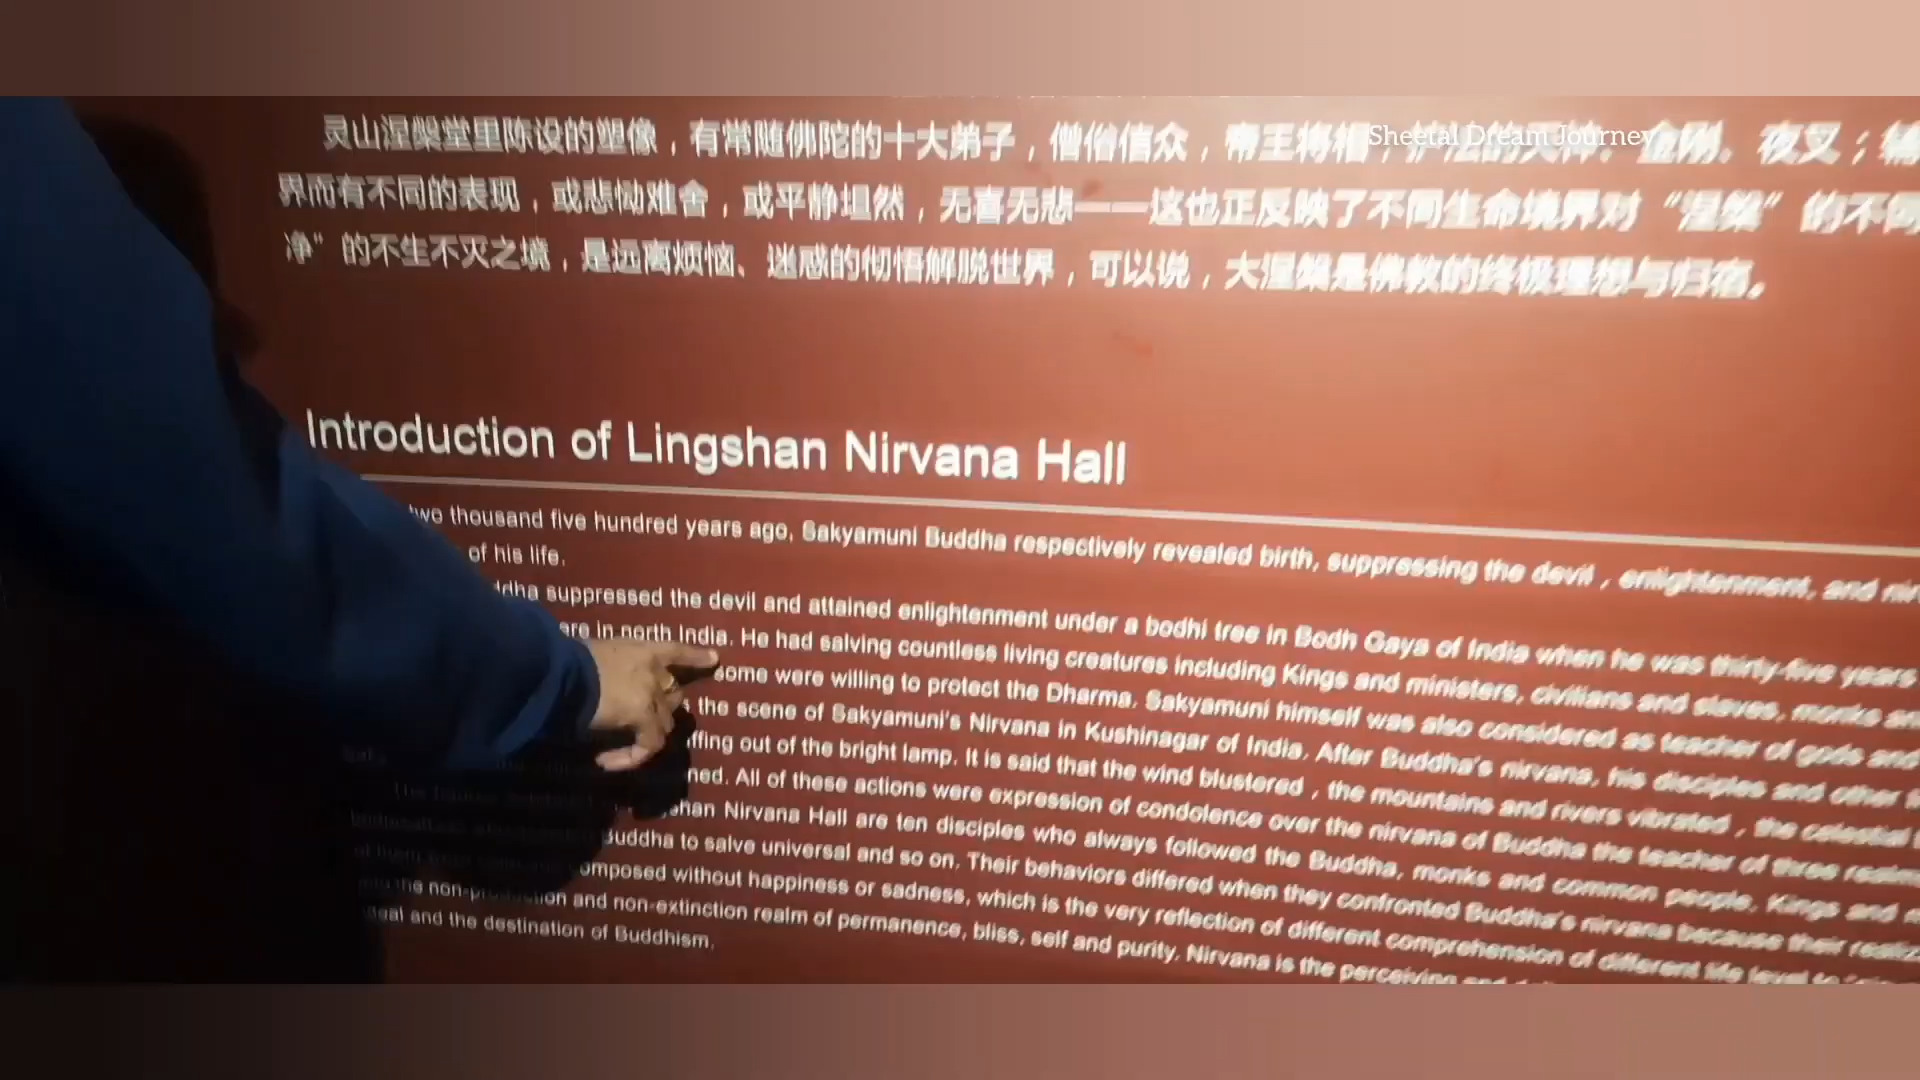 灵山涅槃堂里陈设的塑像，有常随佛陀的十大弟子，僧俗信众，帝王将相，护法的天神、金刚、夜叉；
Sheetal Dream Journey
界而有不同的表现，或悲恸难舍，或平静坦然，无喜无悲——这也正反映了不同生命境界对“涅槃”的不同
净”的不生不灭之境，是远离烦恼、迷惑的彻悟解脱世界，可以说，大涅槃是佛教的终极理想与归宿。
Introduction of Lingshan Nirvana Hall
two thousand five hundred years ago, Sakyamuni Buddha respectively revealed birth, suppressing the devil , enlightenment, and
of his life.
suppressed the devil and attained enlightenment under a bodhi tree in Bodh Gaya of India when he was thirty-five years
in north India. He had salving countless living creatures including Kings and ministers, civilians and slaves, monks
some were willing to protect the Dharma. Sakyamuni himself was also considered as teacher of gods and
the scene of Sakyamuni's Nirvana in Kushinagar of India. After Buddha's nirvana, his disciples and other
out of the bright lamp. It is said that the wind blustered , the mountains and rivers vibrated , the celestial
All of these actions were expression of condolence over the nirvana of Buddha the teacher of three
Nirvana Hall are ten disciples who always followed the Buddha, monks and common people, Kings and
Buddha to salve universal and so on. Their behaviors differed when they confronted Buddha's nirvana because their
composed without happiness or sadness, which is the very reflection of different comprehension of different life level to
the non-production and non-extinction realm of permanence, bliss, self and purity. Nirvana is the perceiving and
ideal and the destination of Buddhism.